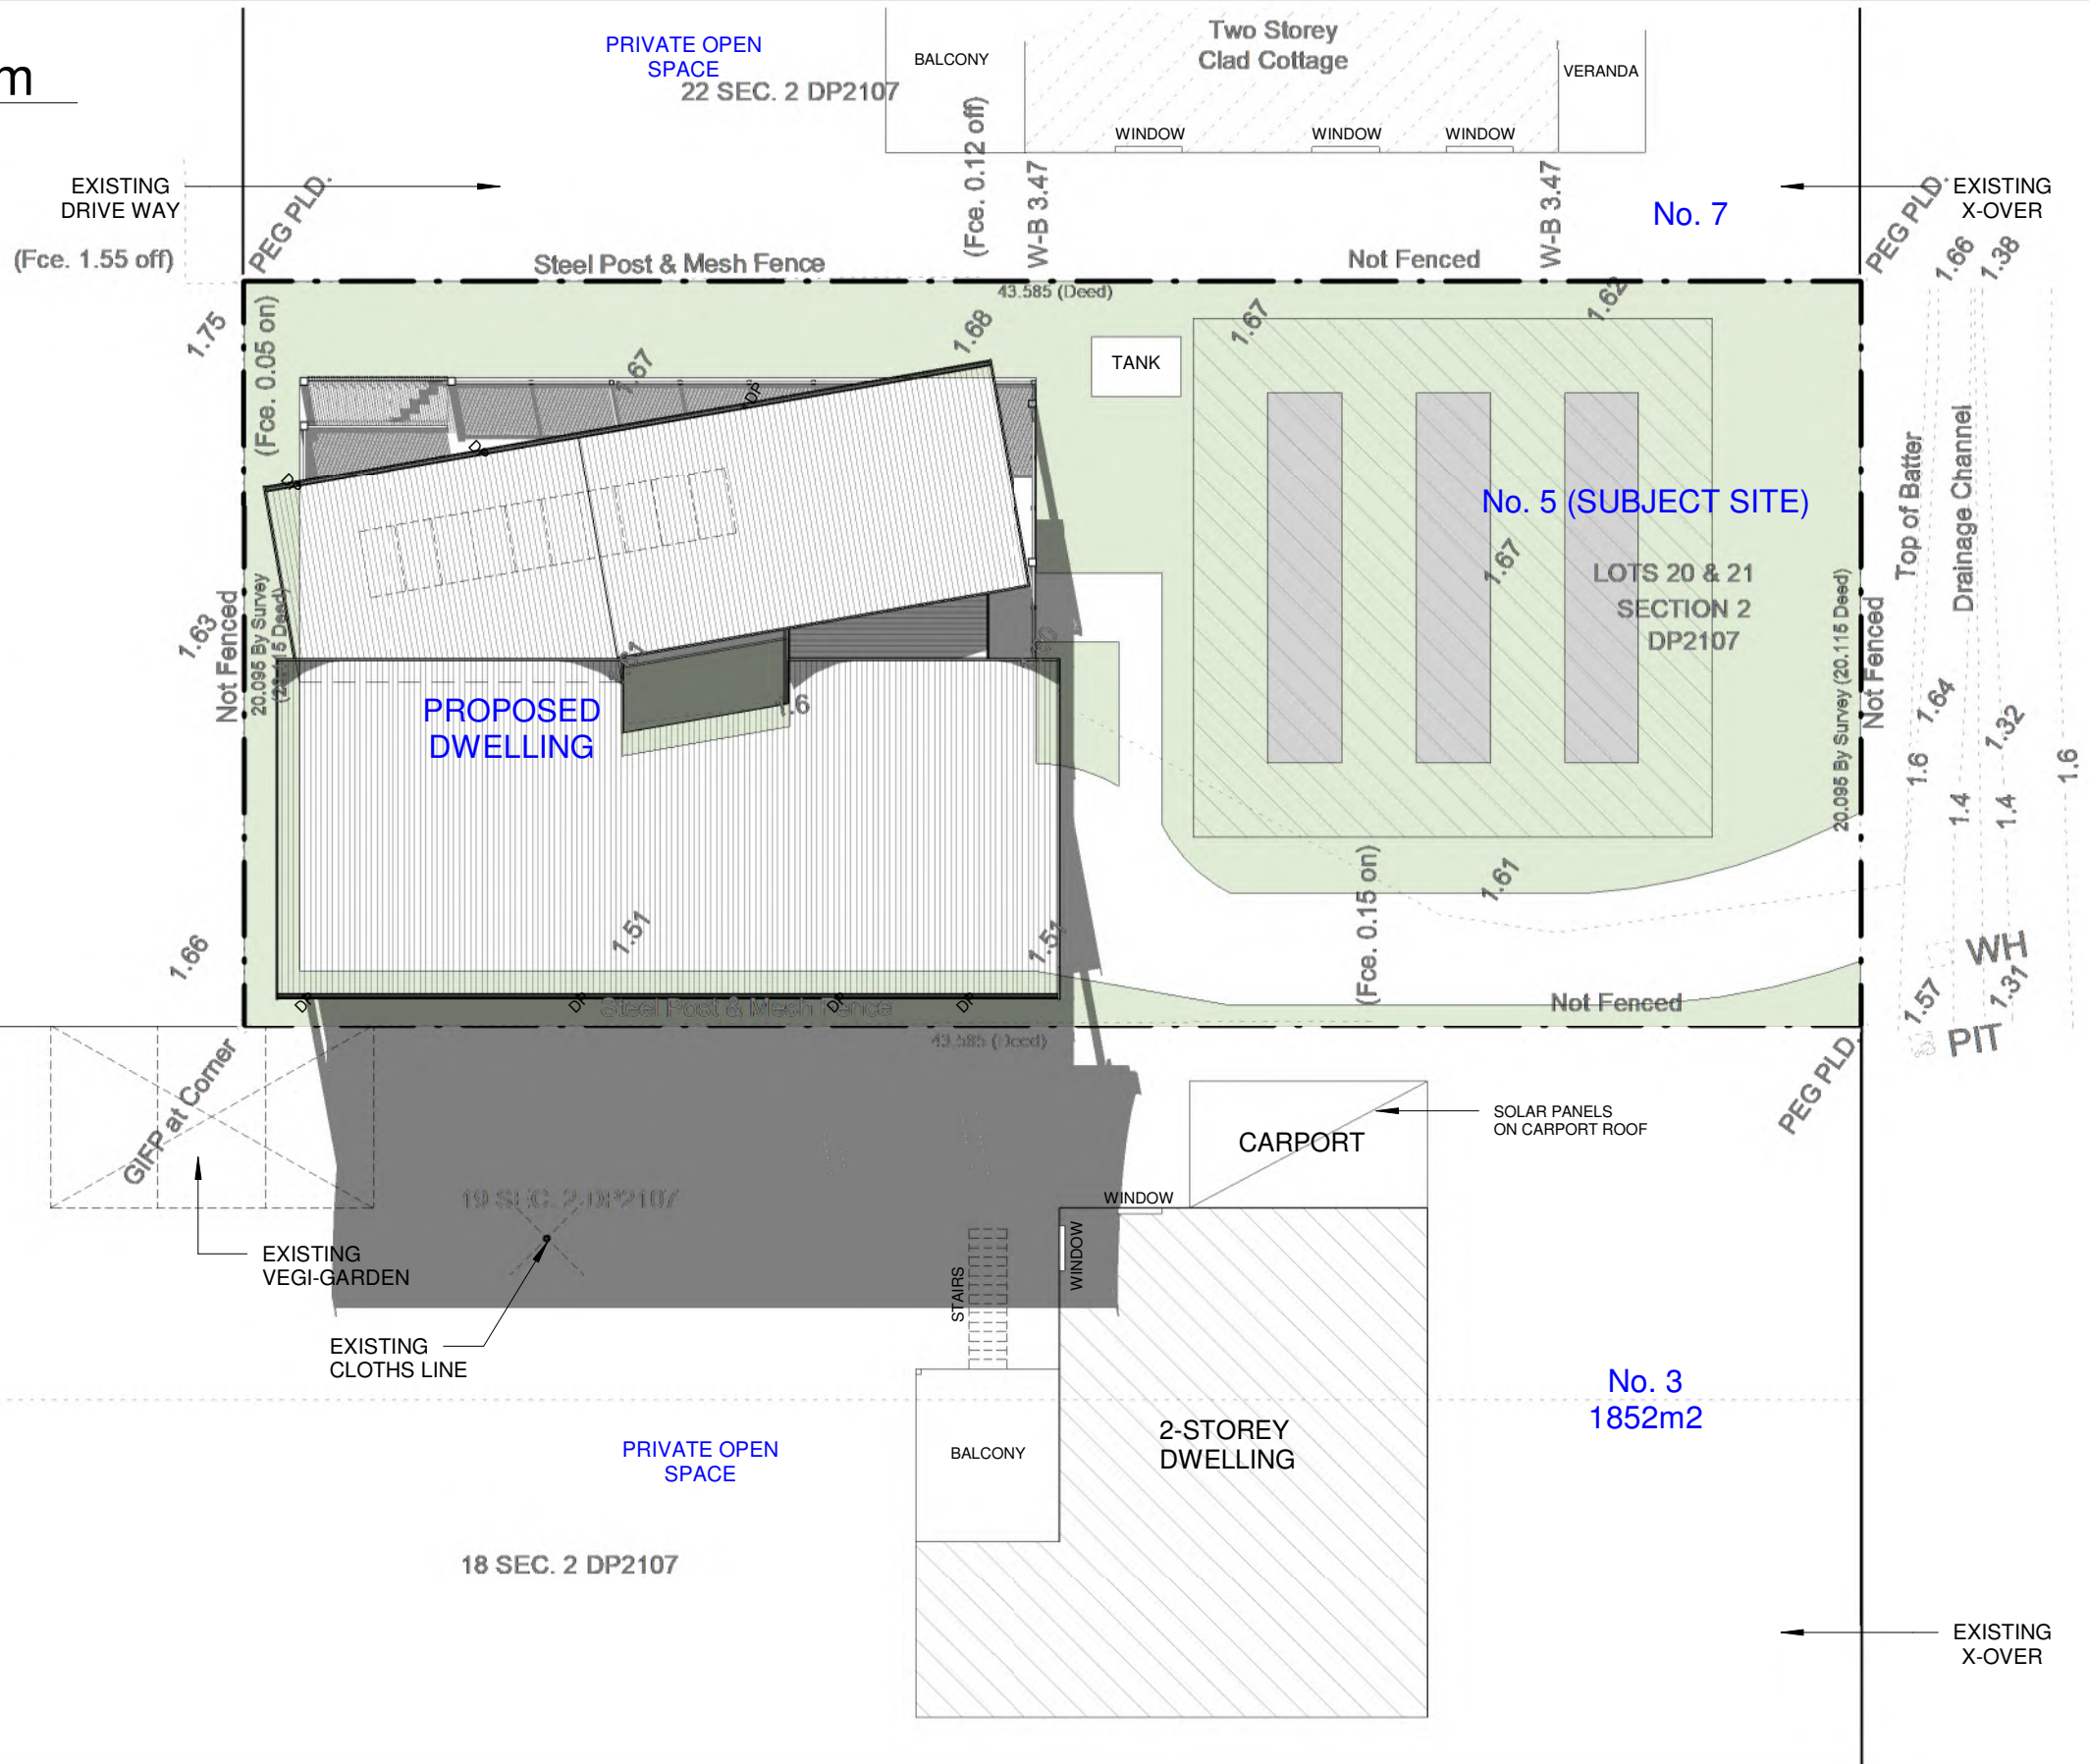 m
PRIVATE OPEN
SPACE
22 SEC. 2 DP2107
BALCONY
Two Storey
Clad Cottage
VERANDA
WINDOW
WINDOW
WINDOW
(Fce. 0.12 off)
W-B 3.47
W-B 3.47
No. 7
EXISTING
DRIVE WAY
PEG PLD.
(Fce. 1.55 off)
EXISTING
X-OVER
PEG PLD.
1.66
1.38
Steel Post & Mesh Fence
Not Fenced
43.585 (Deed)
1.75
(Fce. 0.05 on)
1.67
1.68
1.67
1.62
TANK
DP
No. 5 (SUBJECT SITE)
1.67
LOTS 20 & 21
SECTION 2
DP2107
Top of Batter
Drainage Channel
1.63
Not Fenced
20.095 By Survey
(20.115 Deed)
20.095 By Survey (20.115 Deed)
Not Fenced
PROPOSED
DWELLING
1.6
1.64
1.32
1.6
1.4
1.4
1.6
1.66
1.51
1.51
(Fce. 0.15 on)
1.61
WH
1.57
1.31
PIT
DP
DP
DP
DP
Steel Post & Mesh Fence
Not Fenced
43.585 (Deed)
PEG PLD.
GIFP at Corner
CARPORT
SOLAR PANELS
ON CARPORT ROOF
19 SEC. 2 DP2107
WINDOW
WINDOW
STAIRS
EXISTING
VEGI-GARDEN
EXISTING
CLOTHS LINE
No. 3
1852m2
2-STOREY
DWELLING
BALCONY
PRIVATE OPEN
SPACE
18 SEC. 2 DP2107
EXISTING
X-OVER